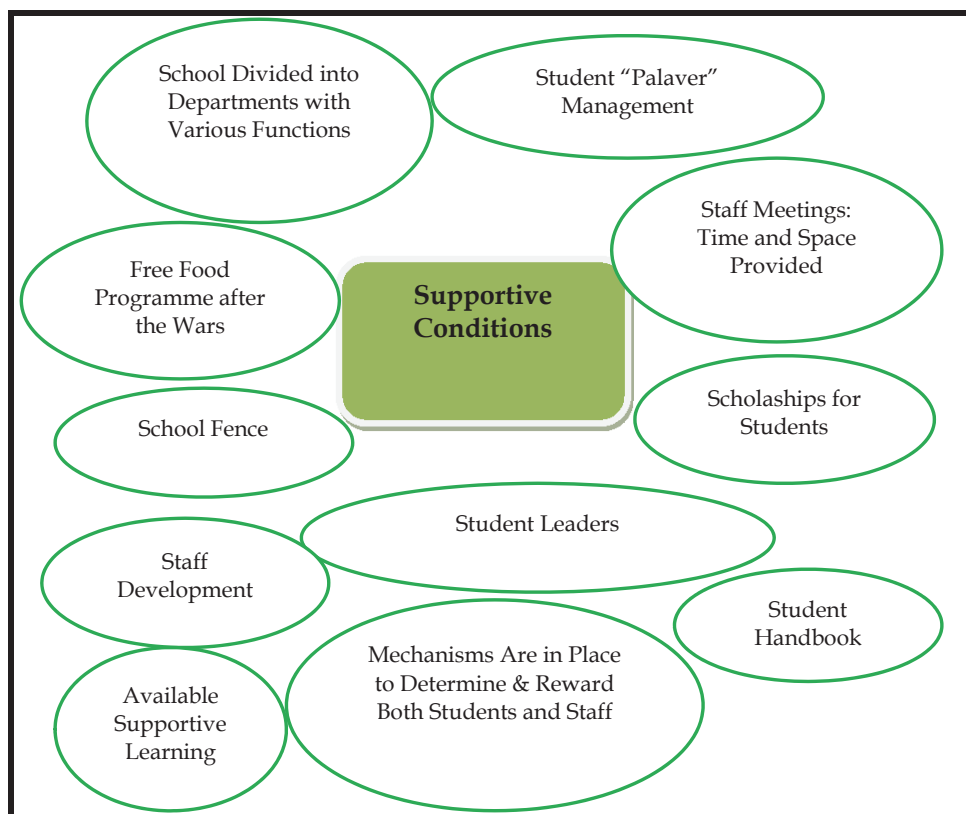 School Divided into
Departments with
Various Functions
Student “Palaver”
Management
Staff Meetings:
Time and Space
Provided
Free Food
Programme after
the Wars
Supportive
Conditions
Scholaships for
Students
School Fence
Student Leaders
Staff
Development
Student
Handbook
Mechanisms Are in Place
to Determine & Reward
Both Students and Staff
Available
Supportive
Learning